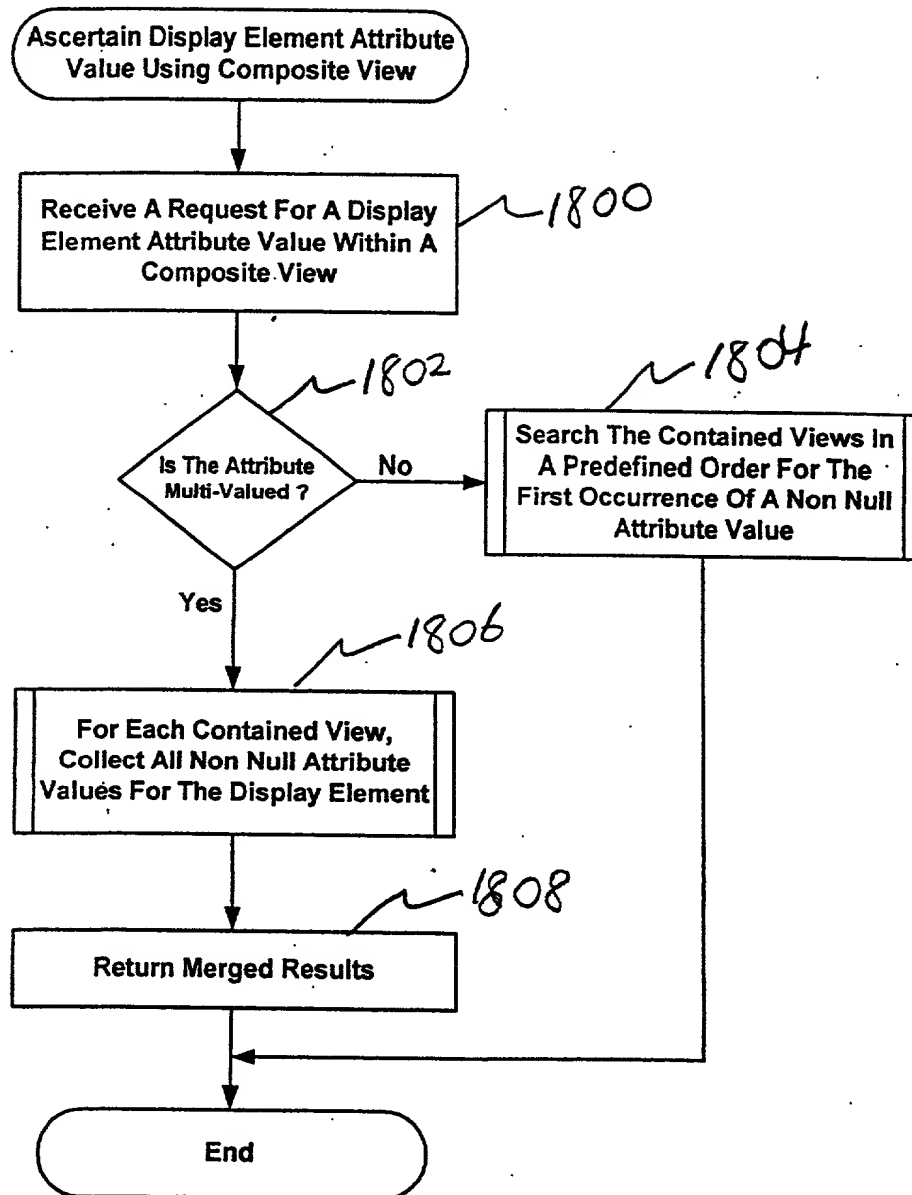 Ascertain Display Element Attribute
Value Using Composite View
Receive A Request For A Display
Element Attribute Value Within A
Composite View
1800
1802
Is The Attribute
Multi-Valued ?
No
1804
Search The Contained Views In
A Predefined Order For The
First Occurrence Of A Non Null
Attribute Value
Yes
1806
For Each Contained View,
Collect All Non Null Attribute
Values For The Display Element
1808
Return Merged Results
End